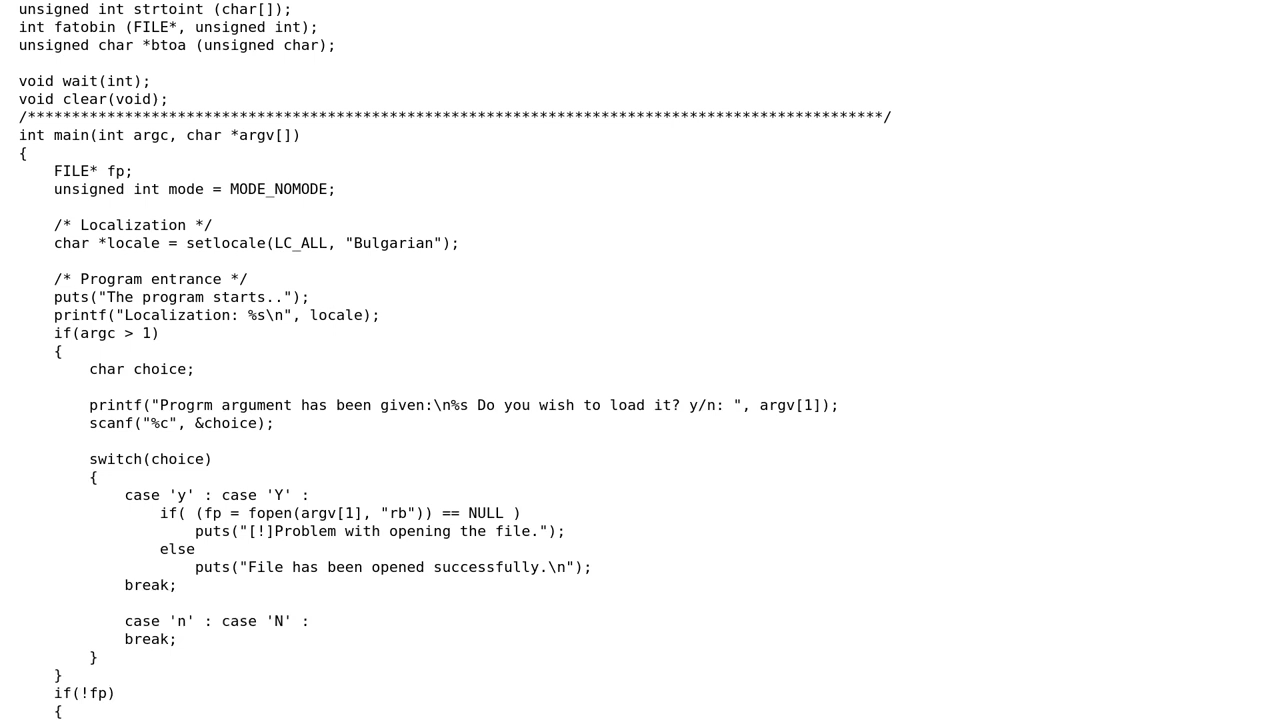 unsigned int strtoint (char[]);
int fatobin (FILE*, unsigned int);
unsigned char *btoa (unsigned char);

void wait(int);
void clear(void);
/*************************************************************************************************/
int main(int argc, char *argv[])
{
    FILE* fp;
    unsigned int mode = MODE_NOMODE;

    /* Localization */
    char *locale = setlocale(LC_ALL, "Bulgarian");

    /* Program entrance */
    puts("The program starts..");
    printf("Localization: %s\n", locale);
    if(argc > 1)
    {
        char choice;

        printf("Progrm argument has been given:\n%s Do you wish to load it? y/n: ", argv[1]);
        scanf("%c", &choice);

        switch(choice)
        {
            case 'y' : case 'Y' :
                if( (fp = fopen(argv[1], "rb")) == NULL )
                    puts("[!]Problem with opening the file.");
                else
                    puts("File has been opened successfully.\n");
            break;

            case 'n' : case 'N' :
            break;
        }
    }
    if(!fp)
    {